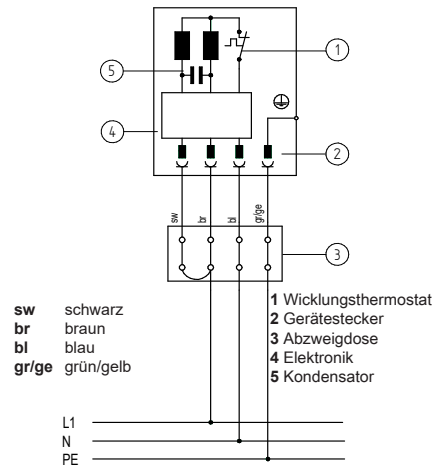 1
5
4
2
sw
br
bl
gr/ge
3
sw schwarz
br braun
bl blau
gr/ge grün/gelb
1 Wicklungsthermostat
2 Gerätestecker
3 Abzweigdose
4 Elektronik
5 Kondensator
L1
N
PE